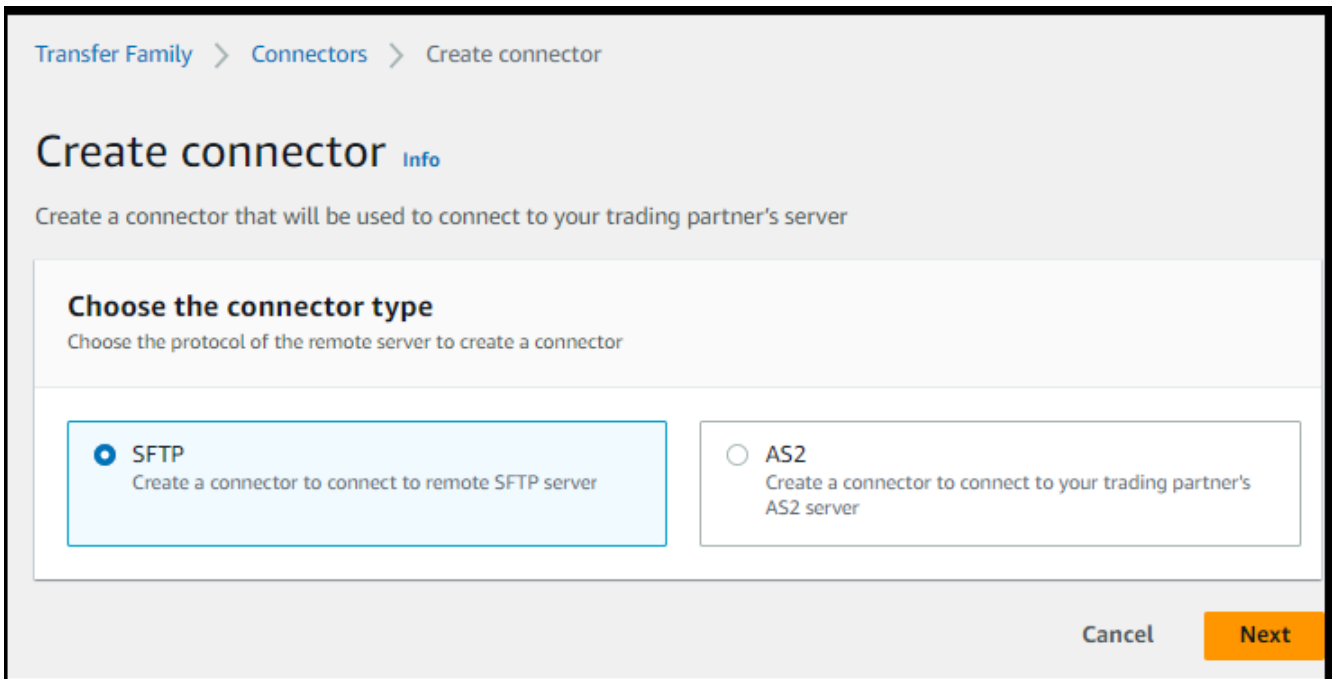 Transfer Family > Connectors > Create connector
Create connector Info
Create a connector that will be used to connect to your trading partner's server
Choose the connector type
Choose the protocol of the remote server to create a connector
SFTP
Create a connector to connect to remote SFTP server
AS2
Create a connector to connect to your trading partner's
AS2 server
Cancel Next